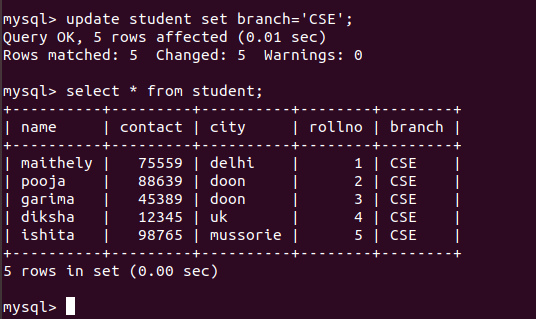 mysql> update student set branch='CSE';
Query OK, 5 rows affected (0.01 sec)
Rows matched: 5  Changed: 5  Warnings: 0

mysql> select * from student;
+----------+---------+----------+--------+--------+
| name     | contact | city     | rollno | branch |
+----------+---------+----------+--------+--------+
| maithely |   75559 | delhi    |      1 | CSE    |
| pooja    |   88639 | doon     |      2 | CSE    |
| garima   |   45389 | doon     |      3 | CSE    |
| diksha   |   12345 | uk       |      4 | CSE    |
| ishita   |   98765 | mussorie |      5 | CSE    |
+----------+---------+----------+--------+--------+
5 rows in set (0.00 sec)

mysql>